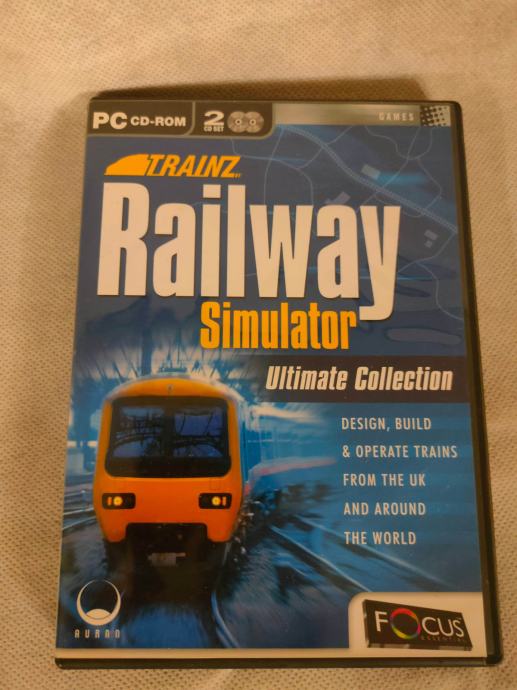 PC CD-ROM
2
CD SET
GAMES
TRAINZ
Railway
Simulator
Ultimate Collection
DESIGN, BUILD
& OPERATE TRAINS
FROM THE UK
AND AROUND
THE WORLD
AURAN
FOCUS
ESSENTIAL